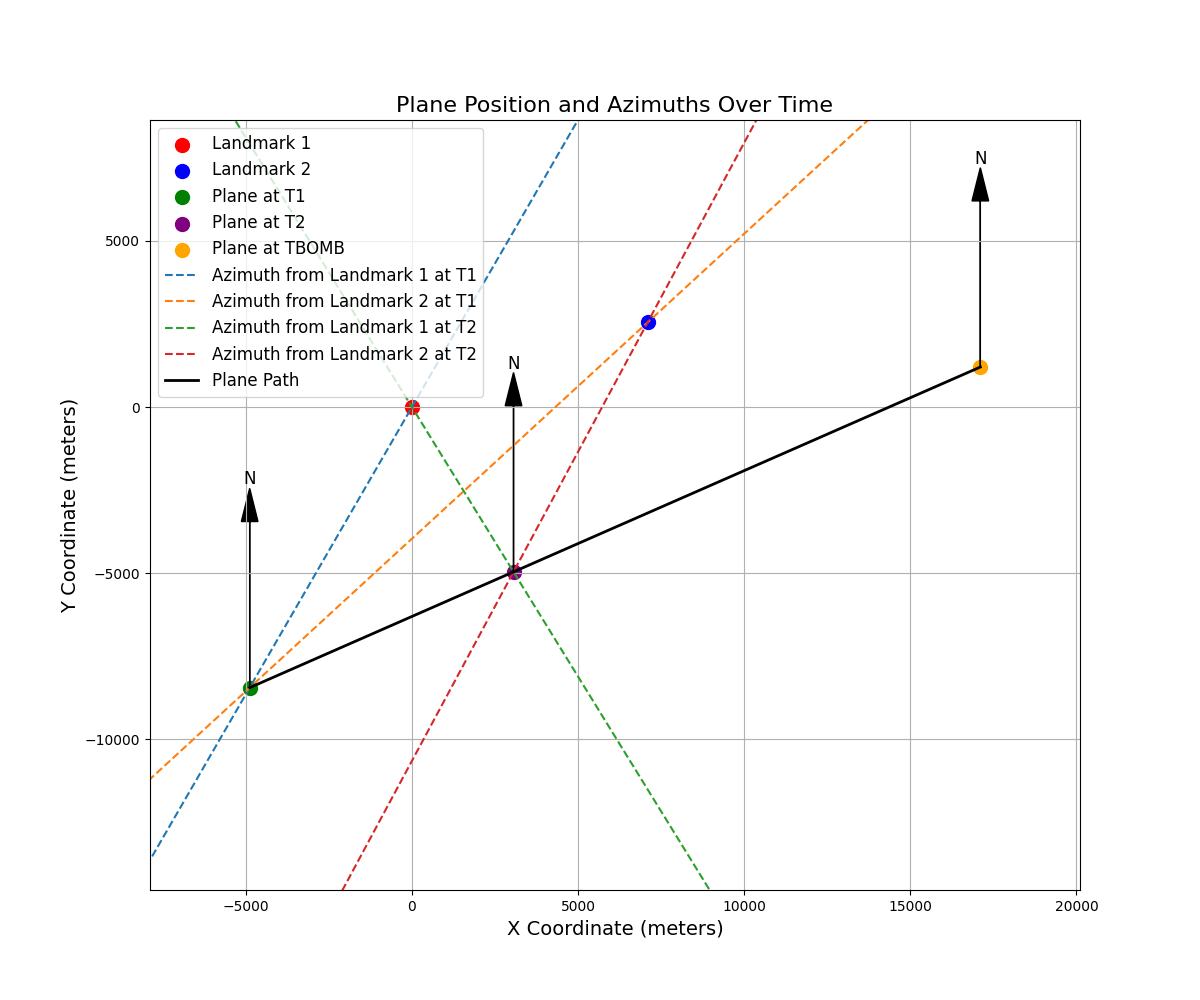 Plane Position and Azimuths Over Time
Landmark 1
Landmark 2
Plane at T1
Plane at T2
Plane at TBOMB
Azimuth from Landmark 1 at T1
Azimuth from Landmark 2 at T1
Azimuth from Landmark 1 at T2
Azimuth from Landmark 2 at T2
Plane Path
N
N
N
5000
0
−5000
−10000
Y Coordinate (meters)
−5000 0 5000 10000 15000 20000
X Coordinate (meters)